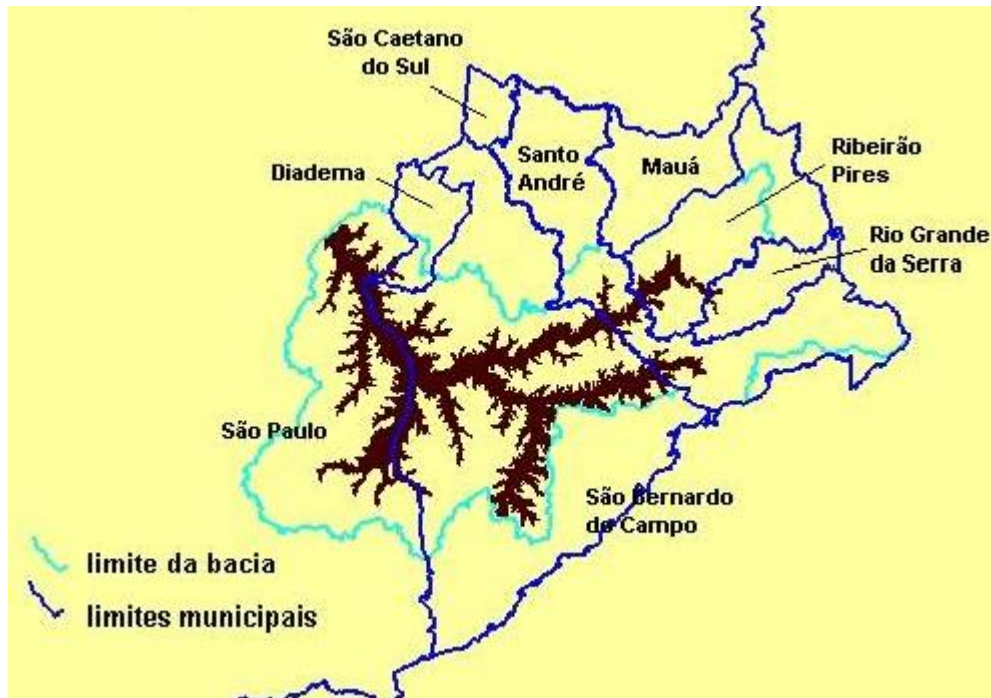 São Caetano
do Sul
Diadema
Santo
André
Mauá
Ribeirão
Pires
Rio Grande
da Serra
São Paulo
São Bernardo
do Campo
limite da bacia
limites municipais